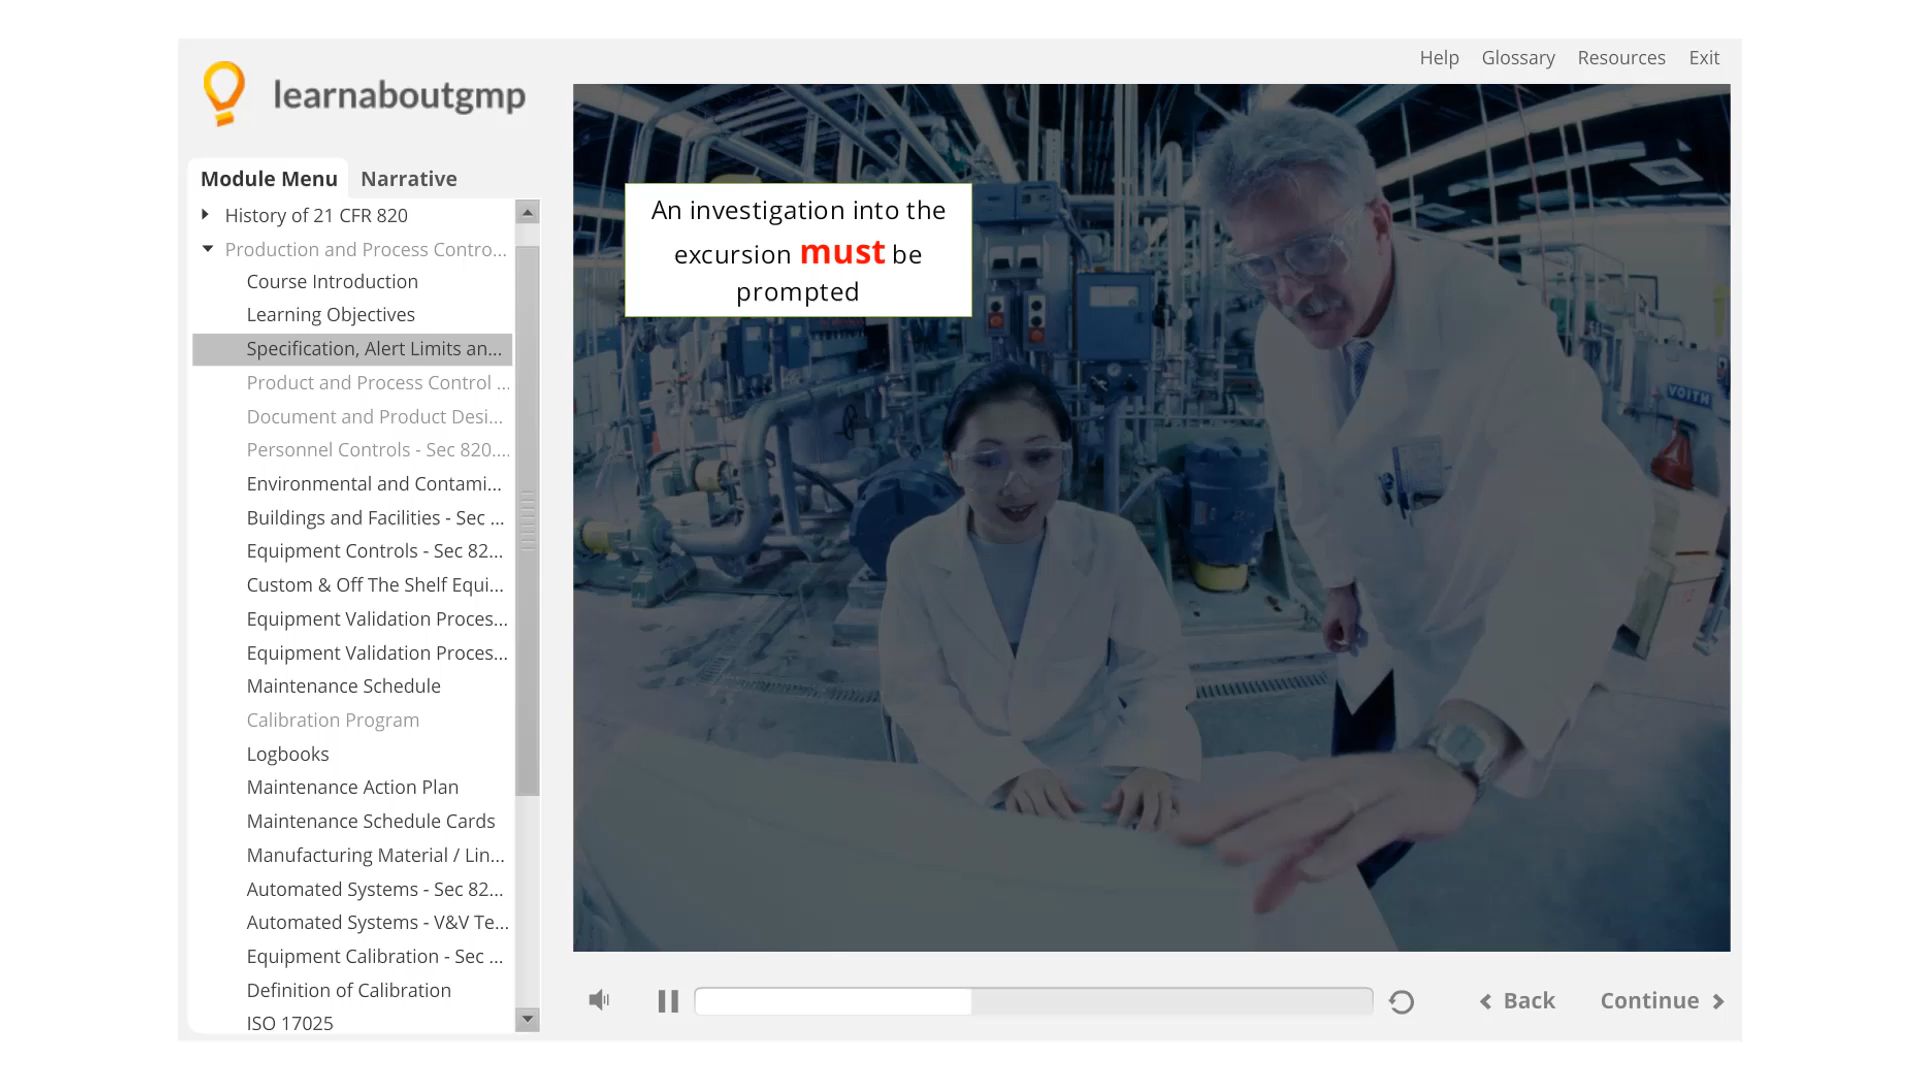 Help Glossary Resources Exit
learnaboutgmp
Module Menu Narrative
History of 21 CFR 820
Production and Process Contro...
Course Introduction
Learning Objectives
Specification, Alert Limits an...
Product and Process Control ...
Document and Product Desi...
Personnel Controls - Sec 820....
Environmental and Contami...
Buildings and Facilities - Sec ...
Equipment Controls - Sec 82...
Custom & Off The Shelf Equi...
Equipment Validation Proces...
Equipment Validation Proces...
Maintenance Schedule
Calibration Program
Logbooks
Maintenance Action Plan
Maintenance Schedule Cards
Manufacturing Material / Lin...
Automated Systems - Sec 82...
Automated Systems - V&V Te...
Equipment Calibration - Sec ...
Definition of Calibration
ISO 17025
An investigation into the
excursion must be
prompted
VOITH
Back Continue